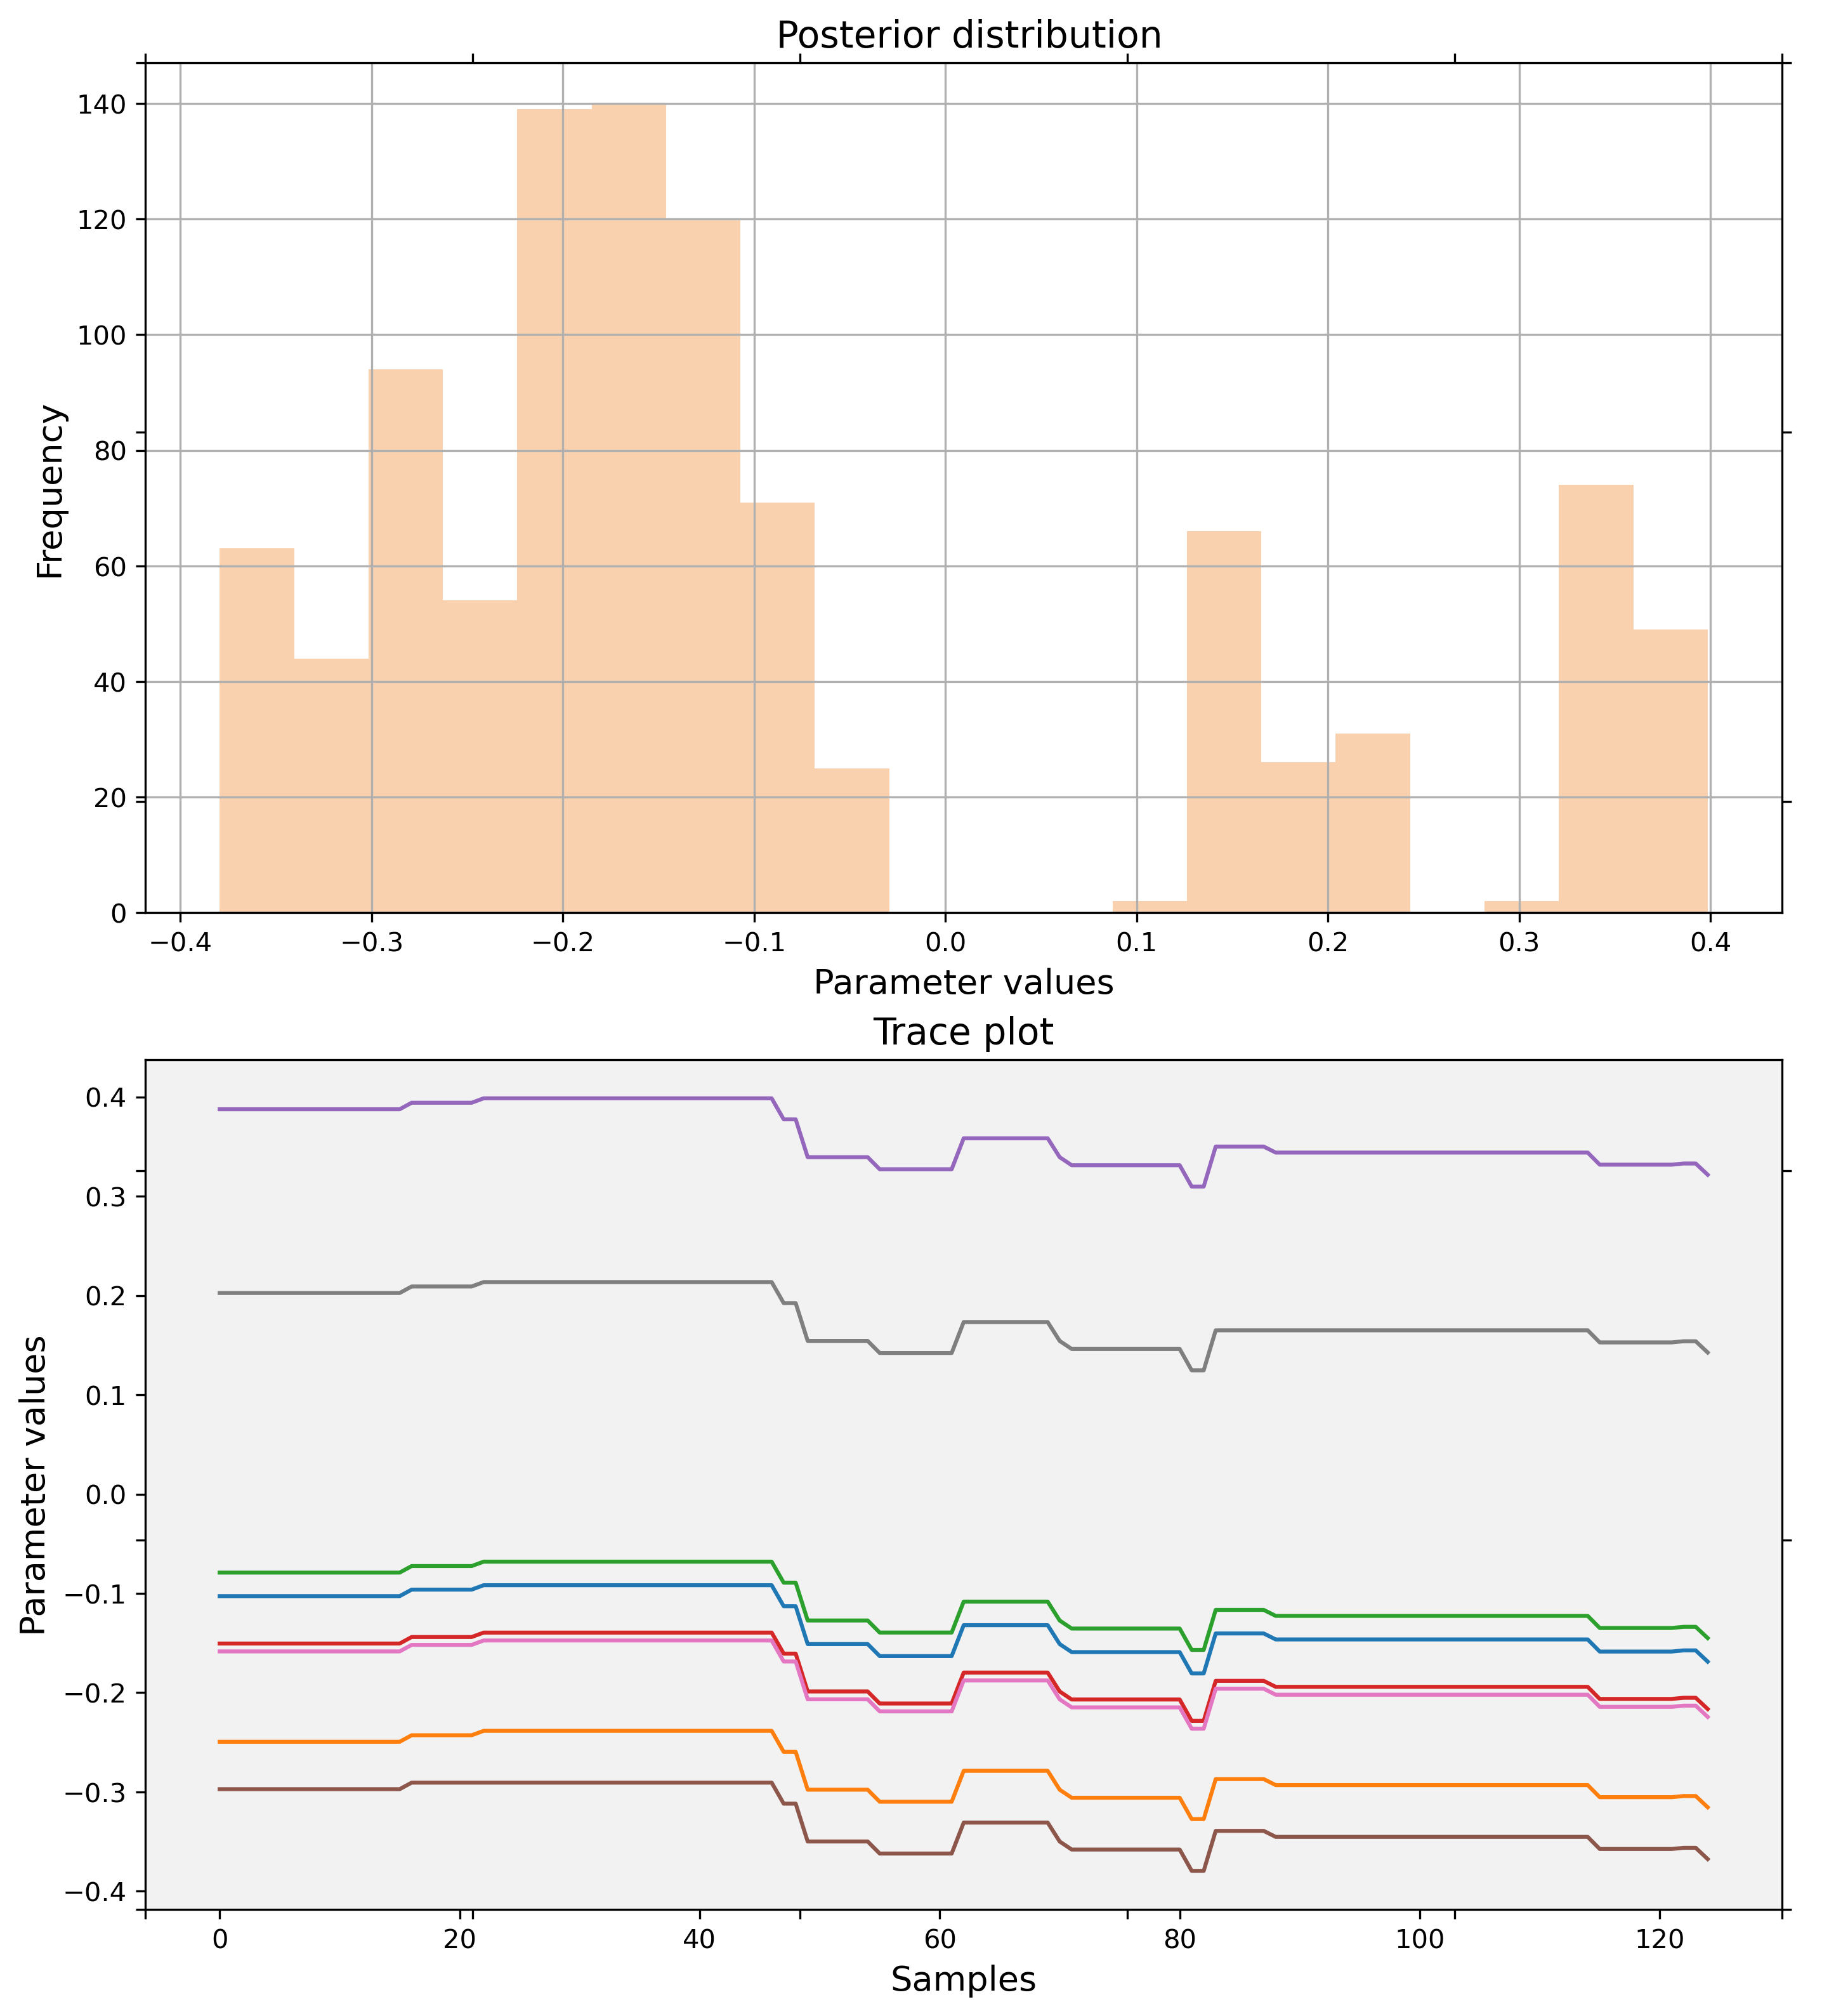 Posterior distribution
140
120
100
80
60
40
20
0
Frequency
−0.4 −0.3 −0.2 −0.1 0.0 0.1 0.2 0.3 0.4
Parameter values
Trace plot
0.4
0.3
0.2
0.1
0.0
−0.1
−0.2
−0.3
−0.4
Parameter values
0 20 40 60 80 100 120
Samples